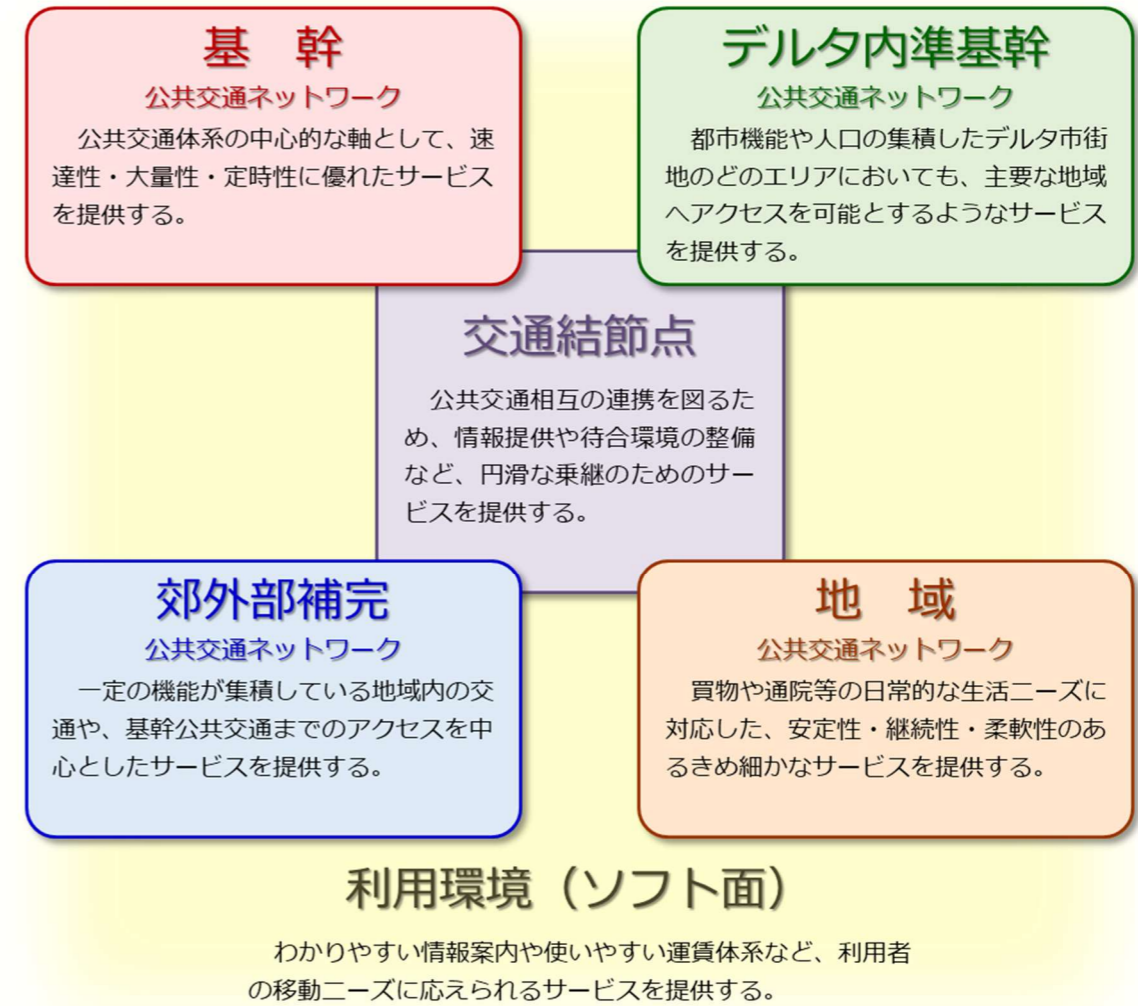 基　幹
公共交通ネットワーク
公共交通体系の中心的な軸として、速
達性・大量性・定時性に優れたサービス
を提供する。
デルタ内準基幹
公共交通ネットワーク
都市機能や人口の集積したデルタ市街
地のどのエリアにおいても、主要な地域
へアクセスを可能とするようなサービス
を提供する。
交通結節点
公共交通相互の連携を図るた
め、情報提供や待合環境の整備
など、円滑な乗継のためのサー
ビスを提供する。
郊外部補完
公共交通ネットワーク
一定の機能が集積している地域内の交
通や、基幹公共交通までのアクセスを中
心としたサービスを提供する。
地　域
公共交通ネットワーク
買物や通院等の日常的な生活ニーズに
対応した、安定性・継続性・柔軟性のあ
るきめ細かなサービスを提供する。
利用環境（ソフト面）
わかりやすい情報案内や使いやすい運賃体系など、利用者
の移動ニーズに応えられるサービスを提供する。